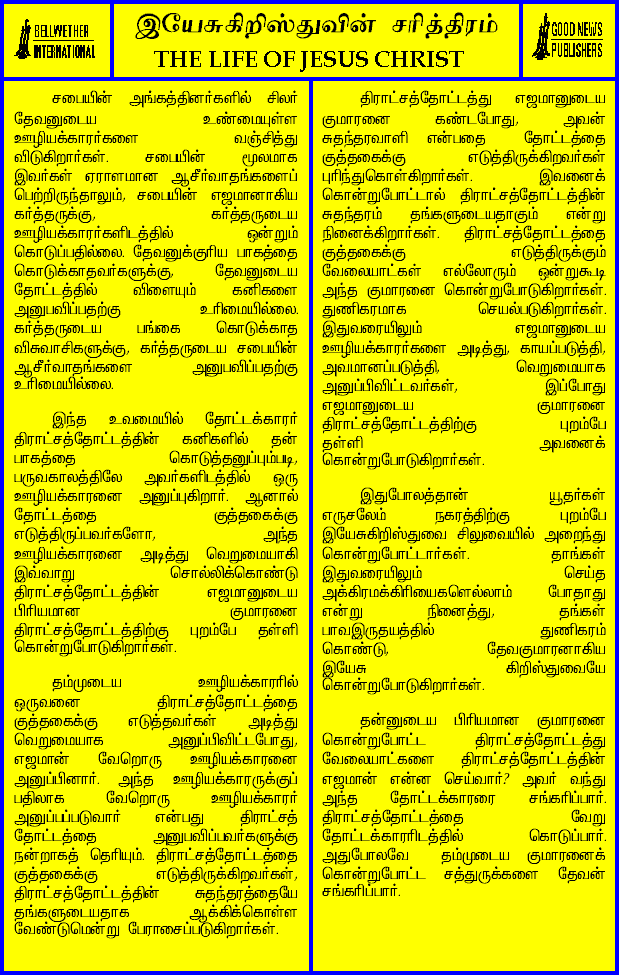 BELLWETHER
INTERNATIONAL
இயேசுகிறிஸ்துவின் சரித்திரம்
THE LIFE OF JESUS CHRIST
GOOD NEWS
PUBLISHERS
சபையின் அங்கத்தினர்களில் சிலர்
தேவனுடைய உண்மையுள்ள
ஊழியக்காரர்களை வஞ்சித்து
விடுகிறார்கள். சபையின் மூலமாக
இவர்கள் ஏராளமான ஆசீர்வாதங்களைப்
பெற்றிருந்தாலும், சபையின் எஜமானாகிய
கர்த்தருக்கு, கர்த்தருடைய
ஊழியக்காரர்களிடத்தில் ஒன்றும்
கொடுப்பதில்லை. தேவனுக்குரிய பாகத்தை
கொடுக்காதவர்களுக்கு, தேவனுடைய
தோட்டத்தில் விளையும் கனிகளை
அனுபவிப்பதற்கு உரிமையில்லை.
கர்த்தருடைய பங்கை கொடுக்காத
விசுவாசிகளுக்கு, கர்த்தருடைய சபையின்
ஆசீர்வாதங்களை அனுபவிப்பதற்கு
உரிமையில்லை.
இந்த உவமையில் தோட்டக்காரர்
திராட்சத்தோட்டத்தின் கனிகளில் தன்
பாகத்தை கொடுத்தனுப்பும்படி,
பருவகாலத்திலே அவர்களிடத்தில் ஒரு
ஊழியக்காரனை அனுப்புகிறார். ஆனால்
தோட்டத்தை குத்தகைக்கு
எடுத்திருப்பவர்களோ, அந்த
ஊழியக்காரனை அடித்து வெறுமையாகி
இவ்வாறு சொல்லிக்கொண்டு
திராட்சத்தோட்டத்தின் எஜமானுடைய
பிரியமான குமாரனை
திராட்சத்தோட்டத்திற்கு புறம்பே தள்ளி
கொன்றுபோடுகிறார்கள்.
தம்முடைய ஊழியக்காரரில்
ஒருவனை திராட்சத்தோட்டத்தை
குத்தகைக்கு எடுத்தவர்கள் அடித்து
வெறுமையாக அனுப்பிவிட்டபோது,
எஜமான் வேறொரு ஊழியக்காரனை
அனுப்பினார். அந்த ஊழியக்காரருக்குப்
பதிலாக வேறொரு ஊழியக்காரர்
அனுப்பப்படுவார் என்பது திராட்சத்
தோட்டத்தை அனுபவிப்பவர்களுக்கு
நன்றாகத் தெரியும். திராட்சத்தோட்டத்தை
குத்தகைக்கு எடுத்திருக்கிறவர்கள்,
திராட்சத்தோட்டத்தின் சுதந்தரத்தையே
தங்களுடையதாக ஆக்கிக்கொள்ள
வேண்டுமென்று பேராசைப்படுகிறார்கள்.
திராட்சத்தோட்டத்து எஜமானுடைய
குமாரனை கண்டபோது, அவன்
சுதந்தரவாளி என்பதை தோட்டத்தை
குத்தகைக்கு எடுத்திருக்கிறவர்கள்
புரிந்துகொள்கிறார்கள். இவனைக்
கொன்றுபோட்டால் திராட்சத்தோட்டத்தின்
சுதந்தரம் தங்களுடையதாகும் என்று
நினைக்கிறார்கள். திராட்சத்தோட்டத்தை
குத்தகைக்கு எடுத்திருக்கும்
வேலையாட்கள் எல்லோரும் ஒன்றுகூடி
அந்த குமாரனை கொன்றுபோடுகிறார்கள்.
துணிகரமாக செயல்படுகிறார்கள்.
இதுவரையிலும் எஜமானுடைய
ஊழியக்காரர்களை அடித்து, காயப்படுத்தி,
அவமானப்படுத்தி, வெறுமையாக
அனுப்பிவிட்டவர்கள், இப்போது
எஜமானுடைய குமாரனை
திராட்சத்தோட்டத்திற்கு புறம்பே
தள்ளி அவனைக்
கொன்றுபோடுகிறார்கள்.
இதுபோலத்தான் யூதர்கள்
எருசலேம் நகரத்திற்கு புறம்பே
இயேசுகிறிஸ்துவை சிலுவையில் அறைந்து
கொன்றுபோட்டார்கள். தாங்கள்
இதுவரையிலும் செய்த
அக்கிரமக்கிரியைகளெல்லாம் போதாது
என்று நினைத்து, தங்கள்
பாவஇருதயத்தில் துணிகரம்
கொண்டு, தேவகுமாரனாகிய
இயேசு கிறிஸ்துவையே
கொன்றுபோடுகிறார்கள்.
தன்னுடைய பிரியமான குமாரனை
கொன்றுபோட்ட திராட்சத்தோட்டத்து
வேலையாட்களை திராட்சத்தோட்டத்தின்
எஜமான் என்ன செய்வார்? அவர் வந்து
அந்த தோட்டக்காரரை சங்கரிப்பார்.
திராட்சத்தோட்டத்தை வேறு
தோட்டக்காரரிடத்தில் கொடுப்பார்.
அதுபோலவே தம்முடைய குமாரனைக்
கொன்றுபோட்ட சத்துருக்களை தேவன்
சங்கரிப்பார்.